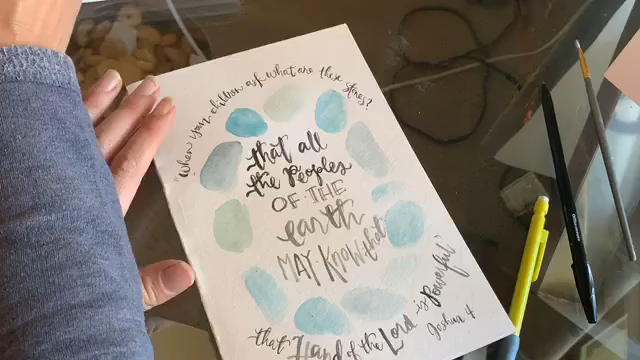 "When your children ask what are these stones?
that all
the Peoples
OF THE
earth
MAY KNOW that
that Hand of the Lord is Powerful"
Joshua 4